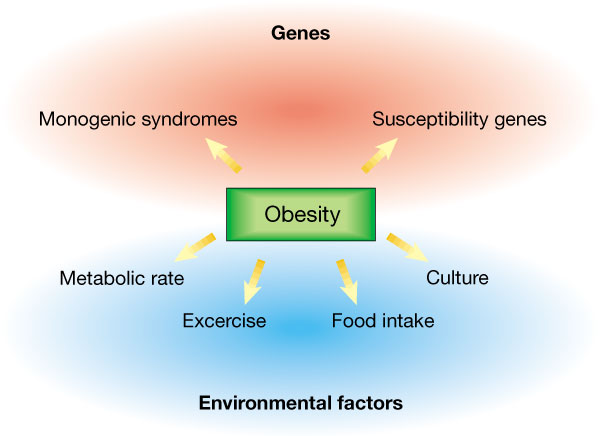 Genes
Monogenic syndromes
Susceptibility genes
Obesity
Metabolic rate
Culture
Excercise
Food intake
Environmental factors